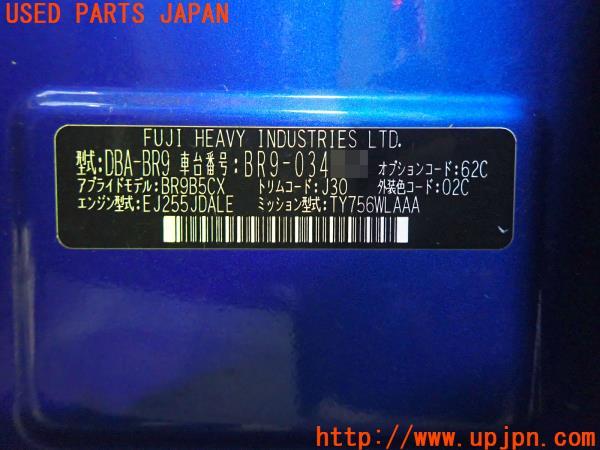 USED PARTS JAPAN
FUJI HEAVY INDUSTRIES LTD.
型式:DBA-BR9 車台番号:BR9-034 オプションコード:62C
アプライドモデル:BR9B5CX トリムコード:J30 外装色コード:02C
エンジン型式:EJ255JDALE ミッション型式:TY756WLAAA
http://www.upjpn.com